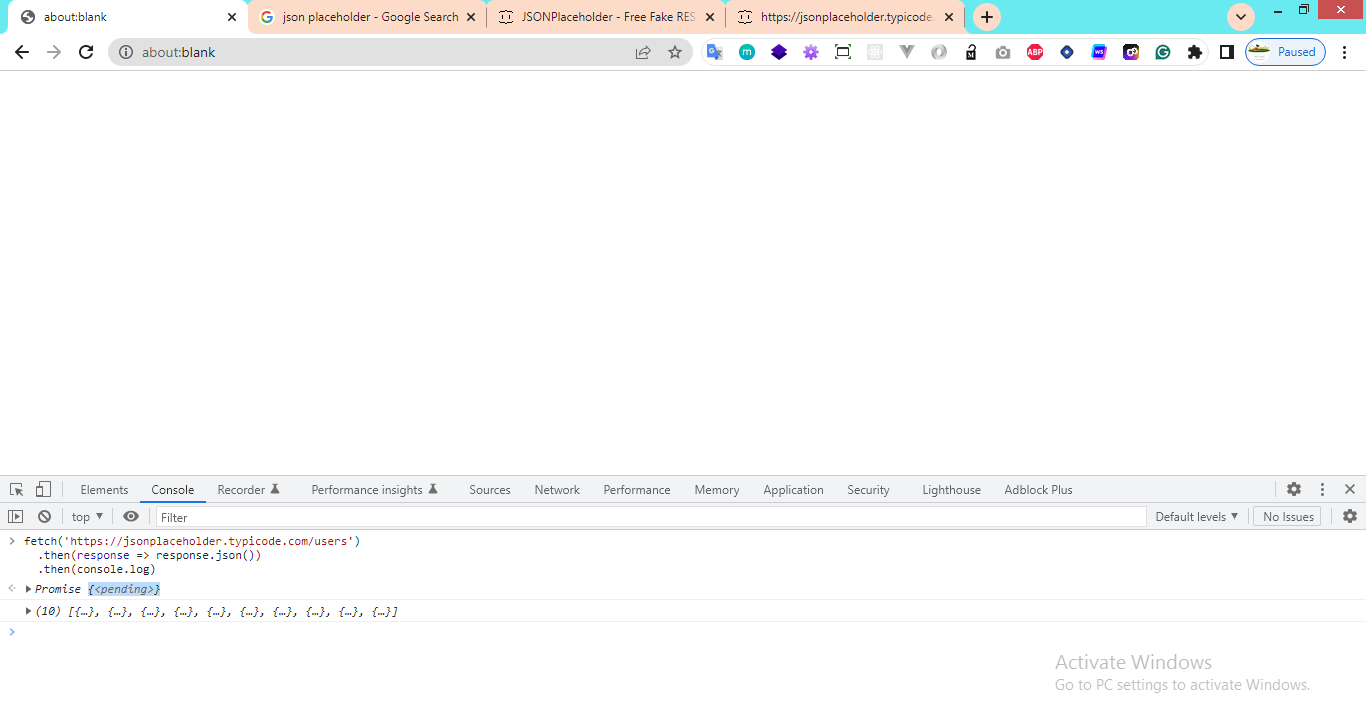 about:blank
json placeholder - Google Search
JSONPlaceholder - Free Fake RES
https://jsonplaceholder.typicode.
about:blank
ABP
Paused
Elements Console Recorder Performance insights Sources Network Performance Memory Application Security Lighthouse Adblock Plus
top Filter Default levels No Issues
fetch('https://jsonplaceholder.typicode.com/users')
.then(response => response.json())
.then(console.log)
Promise {<pending>}
(10) [{…}, {…}, {…}, {…}, {…}, {…}, {…}, {…}, {…}, {…}]
Activate Windows
Go to PC settings to activate Windows.